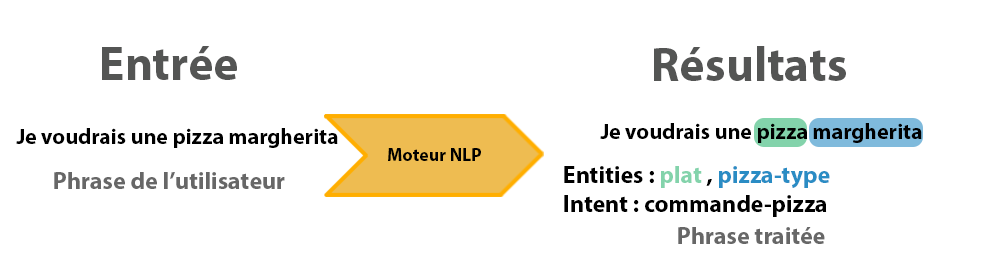 Entrée
Je voudrais une pizza margherita
Phrase de l'utilisateur
Moteur NLP
Résultats
Je voudrais une pizza margherita
Entities : plat , pizza-type
Intent : commande-pizza
Phrase traitée